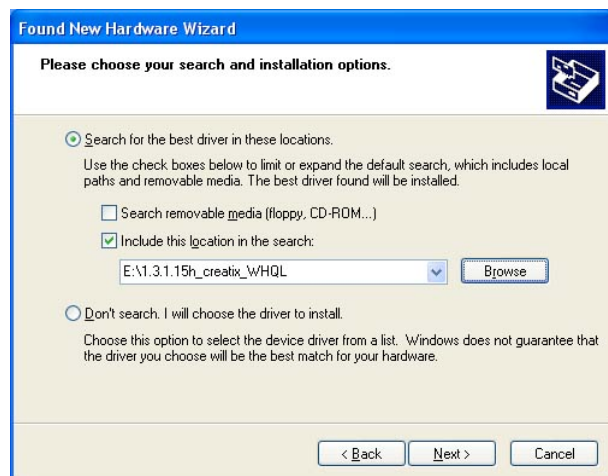 Found New Hardware Wizard
Please choose your search and installation options.
Search for the best driver in these locations.
Use the check boxes below to limit or expand the default search, which includes local
paths and removable media. The best driver found will be installed.
Search removable media (floppy, CD-ROM...)
Include this location in the search:
E:\1.3.1.15h_creatix_WHQL
Browse
Don't search. I will choose the driver to install.
Choose this option to select the device driver from a list. Windows does not guarantee that
the driver you choose will be the best match for your hardware.
< Back
Next >
Cancel